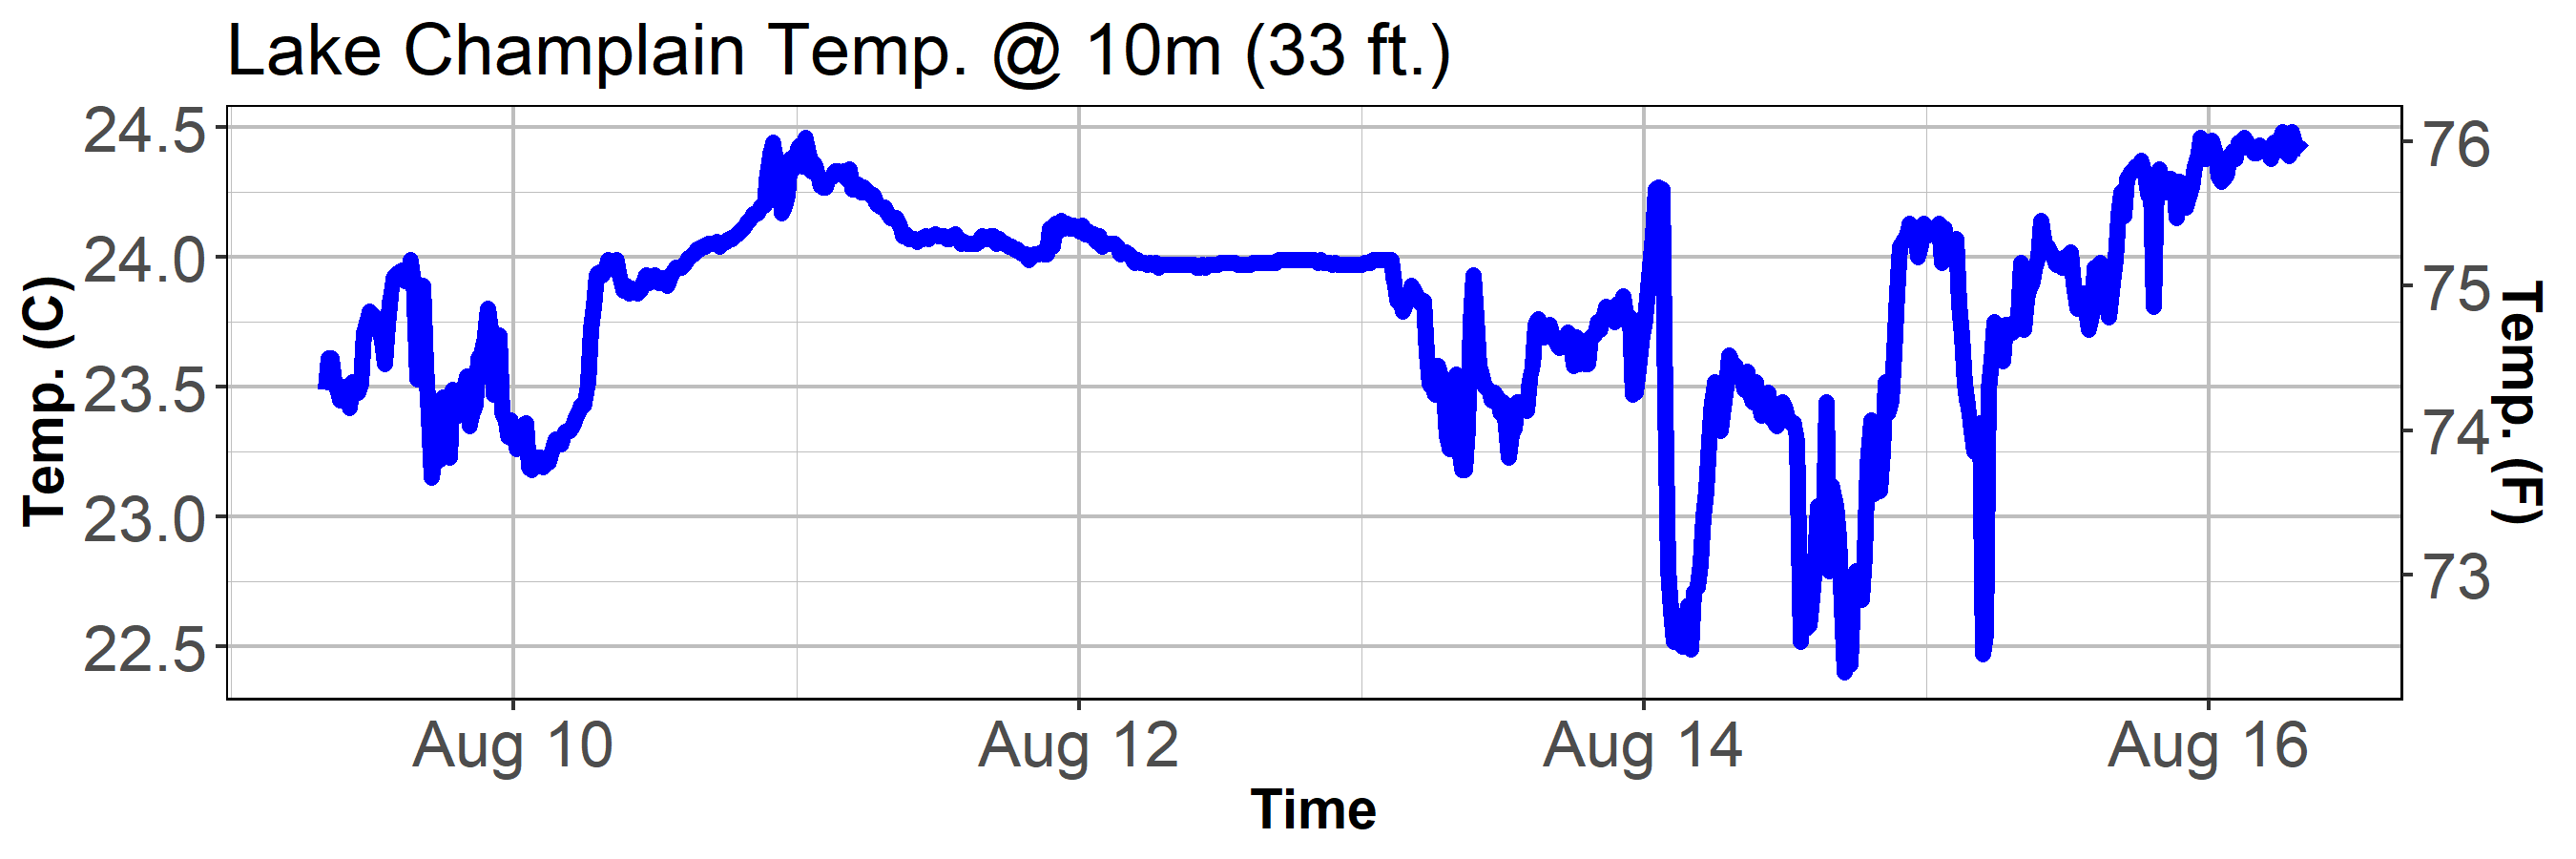 Lake Champlain Temp. @ 10m (33 ft.)
Temp. (C)
24.5
24.0
23.5
23.0
22.5
76
75
74
73
Temp. (F)
Aug 10 Aug 12 Aug 14 Aug 16
Time